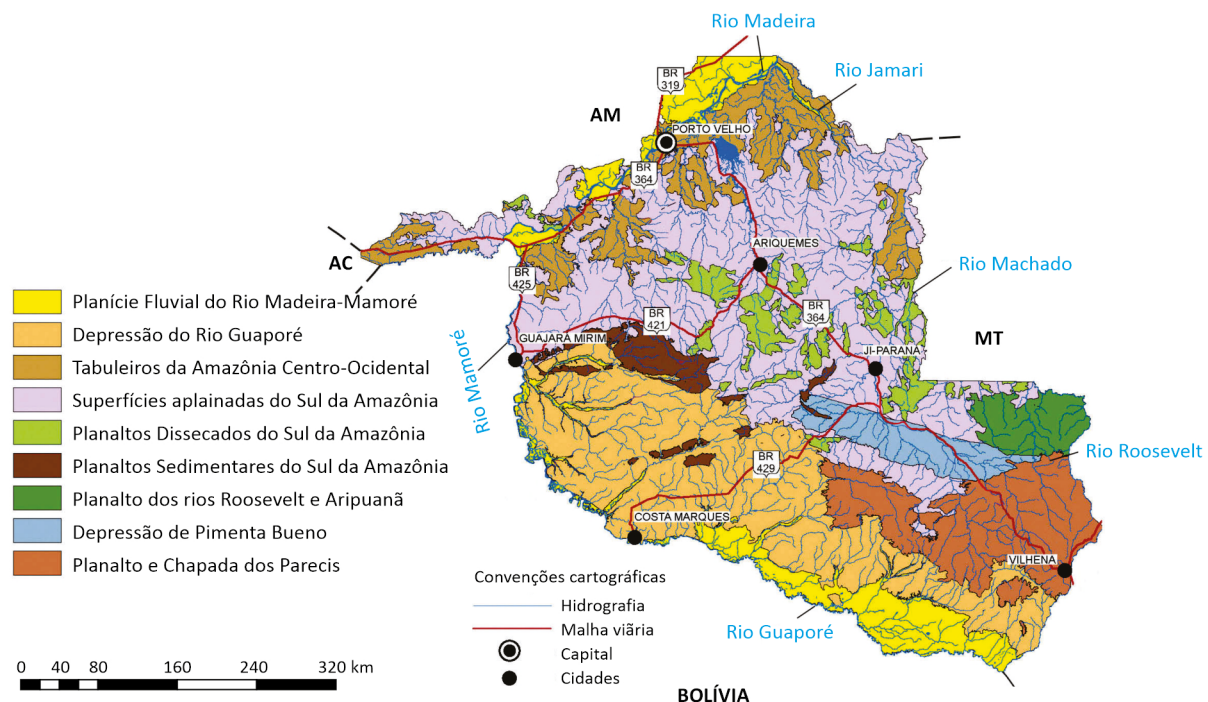 Rio Madeira
Rio Jamari
BR
319
AM
PORTO VELHO
BR
364
ARIQUEMES
Rio Machado
AC
BR
425
BR
421
BR
364
GUAJARA MIRIM
Rio Mamoré
JI-PARANÁ
MT
Planície Fluvial do Rio Madeira-Mamoré
Depressão do Rio Guaporé
Tabuleiros da Amazônia Centro-Ocidental
Superfícies aplainadas do Sul da Amazônia
Planaltos Dissecados do Sul da Amazônia
Planaltos Sedimentares do Sul da Amazônia
Planalto dos rios Roosevelt e Aripuanã
Depressão de Pimenta Bueno
Planalto e Chapada dos Parecis
Rio Roosevelt
BR
429
COSTA MARQUES
VILHENA
Convenções cartográficas
Hidrografia
Malha viãria
Capital
Cidades
Rio Guaporé
0 40 80 160 240 320 km
BOLÍVIA